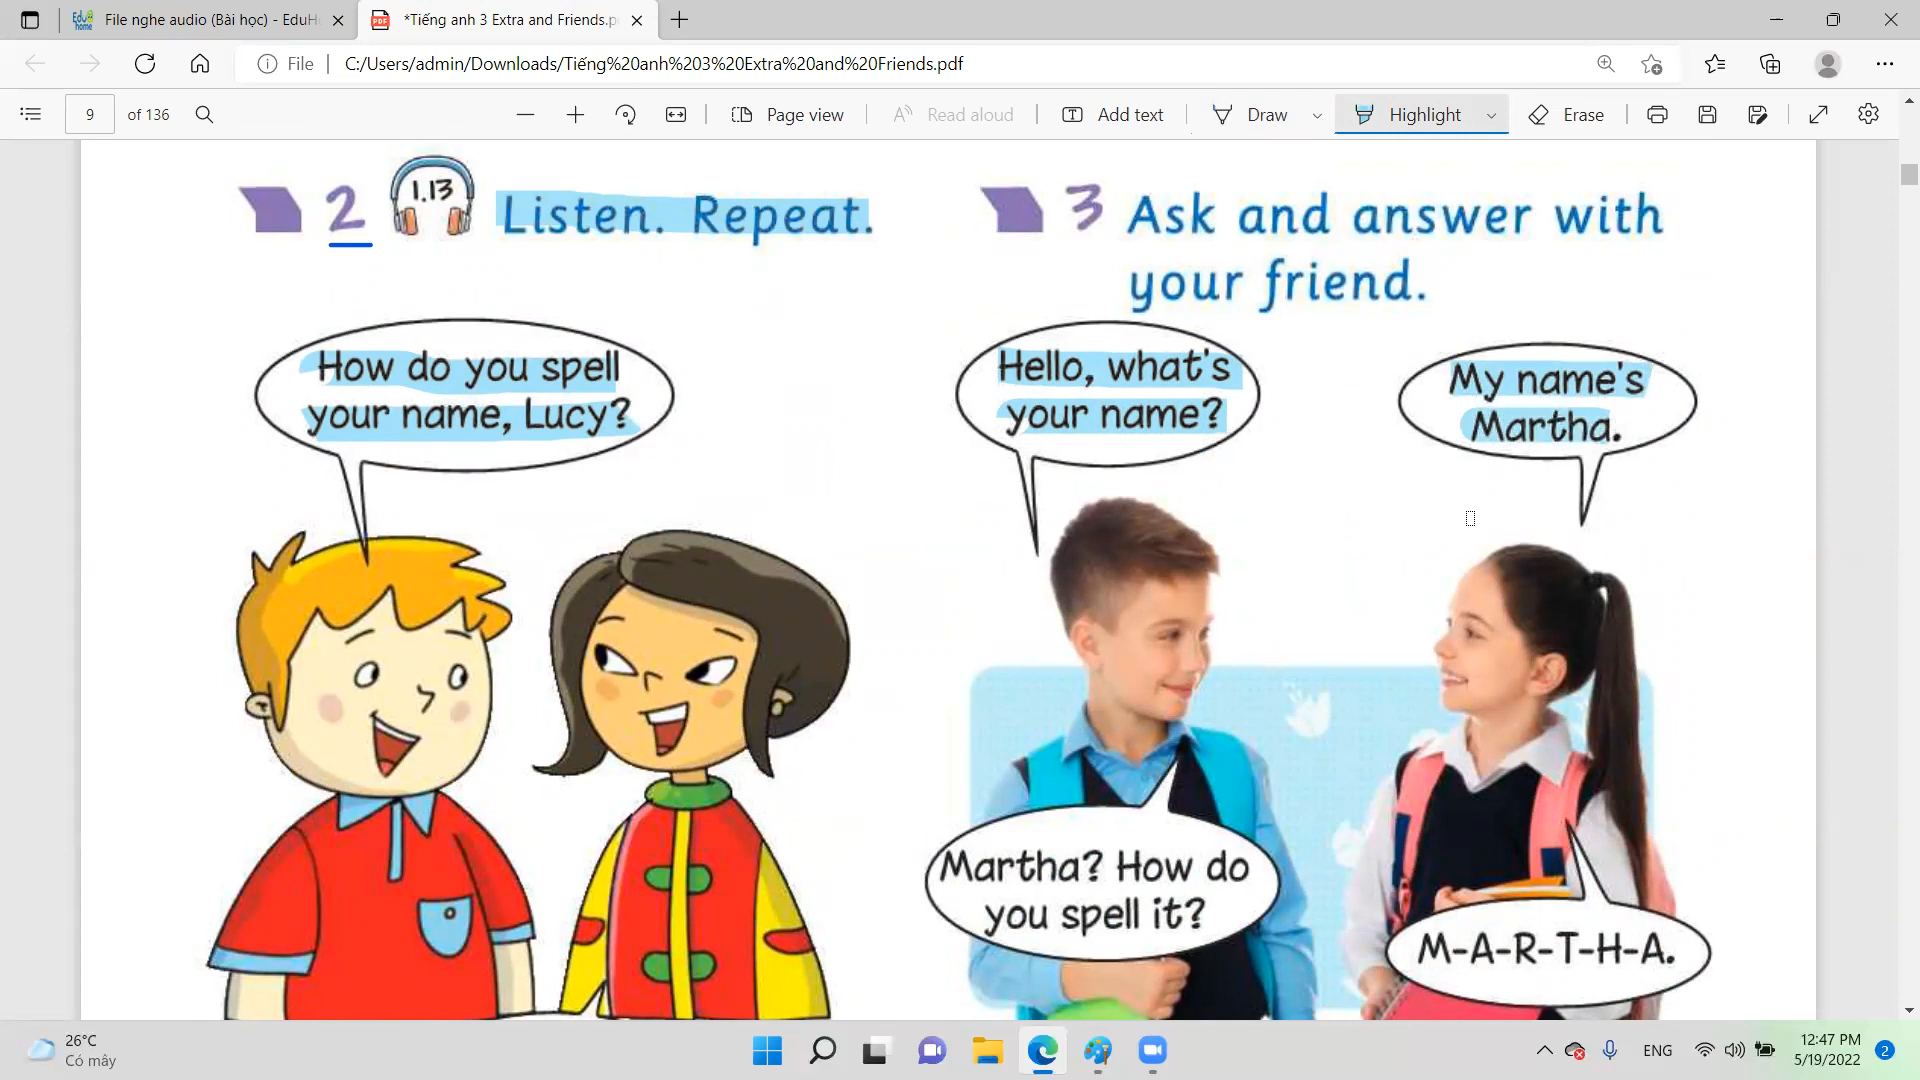 File nghe audio (Bài học) - EduH
*Tiếng anh 3 Extra and Friends.p
File
C:/Users/admin/Downloads/Tiếng%20anh%203%20Extra%20and%20Friends.pdf
9 of 136
Page view
Read aloud
Add text
Draw
Highlight
Erase
2 1.13 Listen. Repeat.
How do you spell
your name, Lucy?
3 Ask and answer with
your friend.
Hello, what's
your name?
My name's
Martha.
Martha? How do
you spell it?
M-A-R-T-H-A.
26°C
Có mây
ENG
12:47 PM
5/19/2022
2